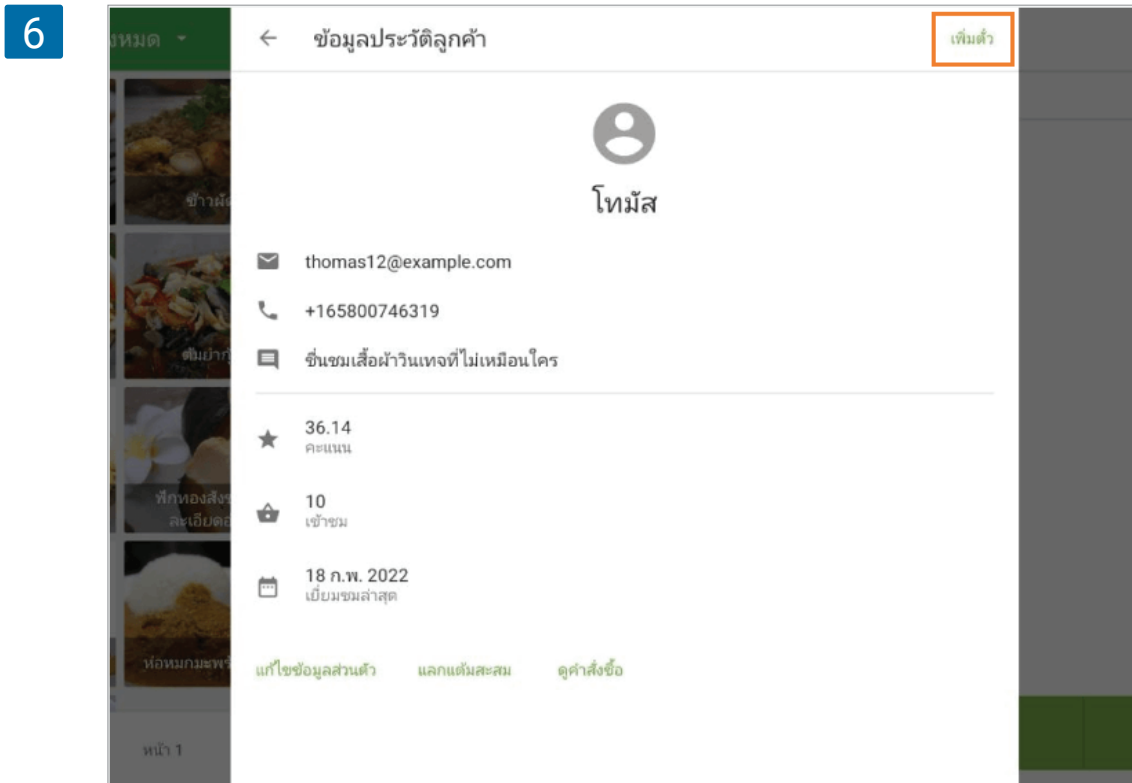 6
ข้อมูลประวัติลูกค้า
เพิ่มตั๋ว
โทมัส
thomas12@example.com
+165800746319
ชื่นชมเสื้อผ้าวินเทจที่ไม่เหมือนใคร
36.14
คะแนน
10
เข้าชม
18 ก.พ. 2022
เยี่ยมชมล่าสุด
แก้ไขข้อมูลส่วนตัว
แลกแต้มสะสม
ดูคำสั่งซื้อ
หน้า 1